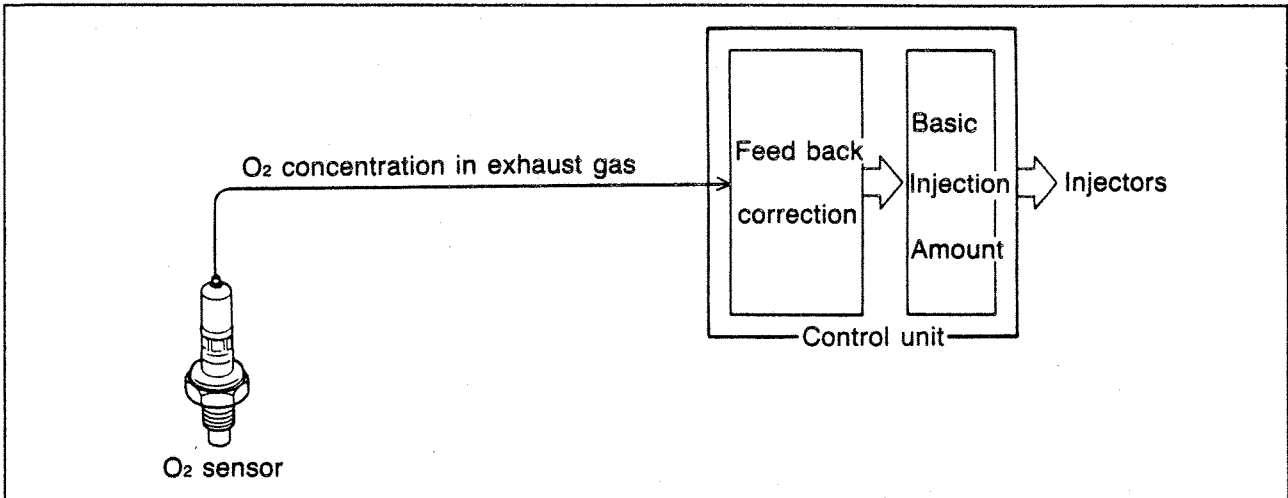 O₂ concentration in exhaust gas
O₂ sensor
Feed back
correction
Basic
Injection
Amount
Injectors
Control unit